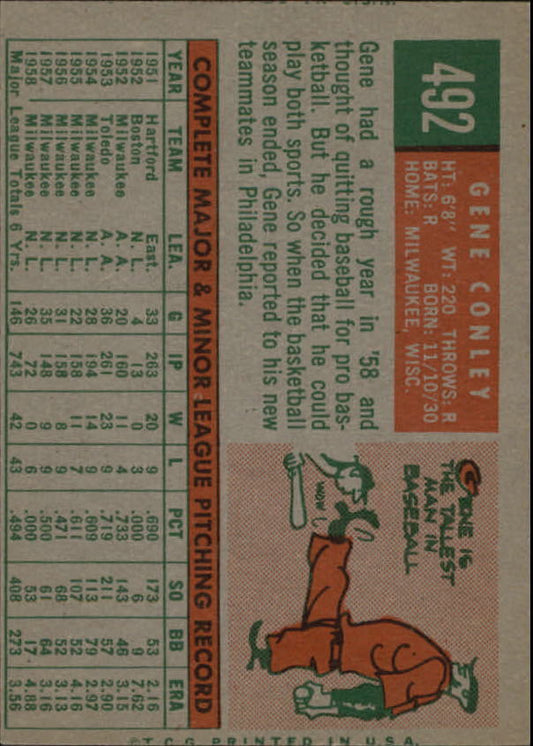 492
GENE CONLEY
HT: 6'8" WT: 220 THROWS: R
BATS: R BORN: 11/10/30
HOME: MILWAUKEE, WISC.
Gene had a rough year in '58 and
thought of quitting baseball for pro bas-
ketball. But he decided that he could
play both sports. So when the basketball
season ended, Gene reported to his new
teammates in Philadelphia.
GENE IS
THE TALLEST
MAN IN
BASEBALL
WOW
COMPLETE MAJOR & MINOR LEAGUE PITCHING RECORD
YEAR TEAM LEA. G IP W L PCT SO BB ERA
1951 Hartford East. 33 263 20 9 .690 173 53 2.16
1952 Boston N. L. 4 13 0 3 .000 6 9 7.62
1952 Milwaukee A. A. 20 160 11 4 .733 143 46 3.15
1953 Toledo A. A. 36 261 23 9 .719 211 57 2.90
1954 Milwaukee N. L. 28 194 14 9 .609 113 79 2.97
1955 Milwaukee N. L. 22 158 11 7 .611 107 52 4.16
1956 Milwaukee N. L. 31 158 8 9 .471 68 52 3.13
1957 Milwaukee N. L. 35 148 9 9 .500 61 64 3.16
1958 Milwaukee N. L. 26 72 0 6 .000 53 17 4.88
Major League Totals 6 Yrs. 146 743 42 43 .494 408 273 3.56
©T.C.G. PRINTED IN U.S.A.